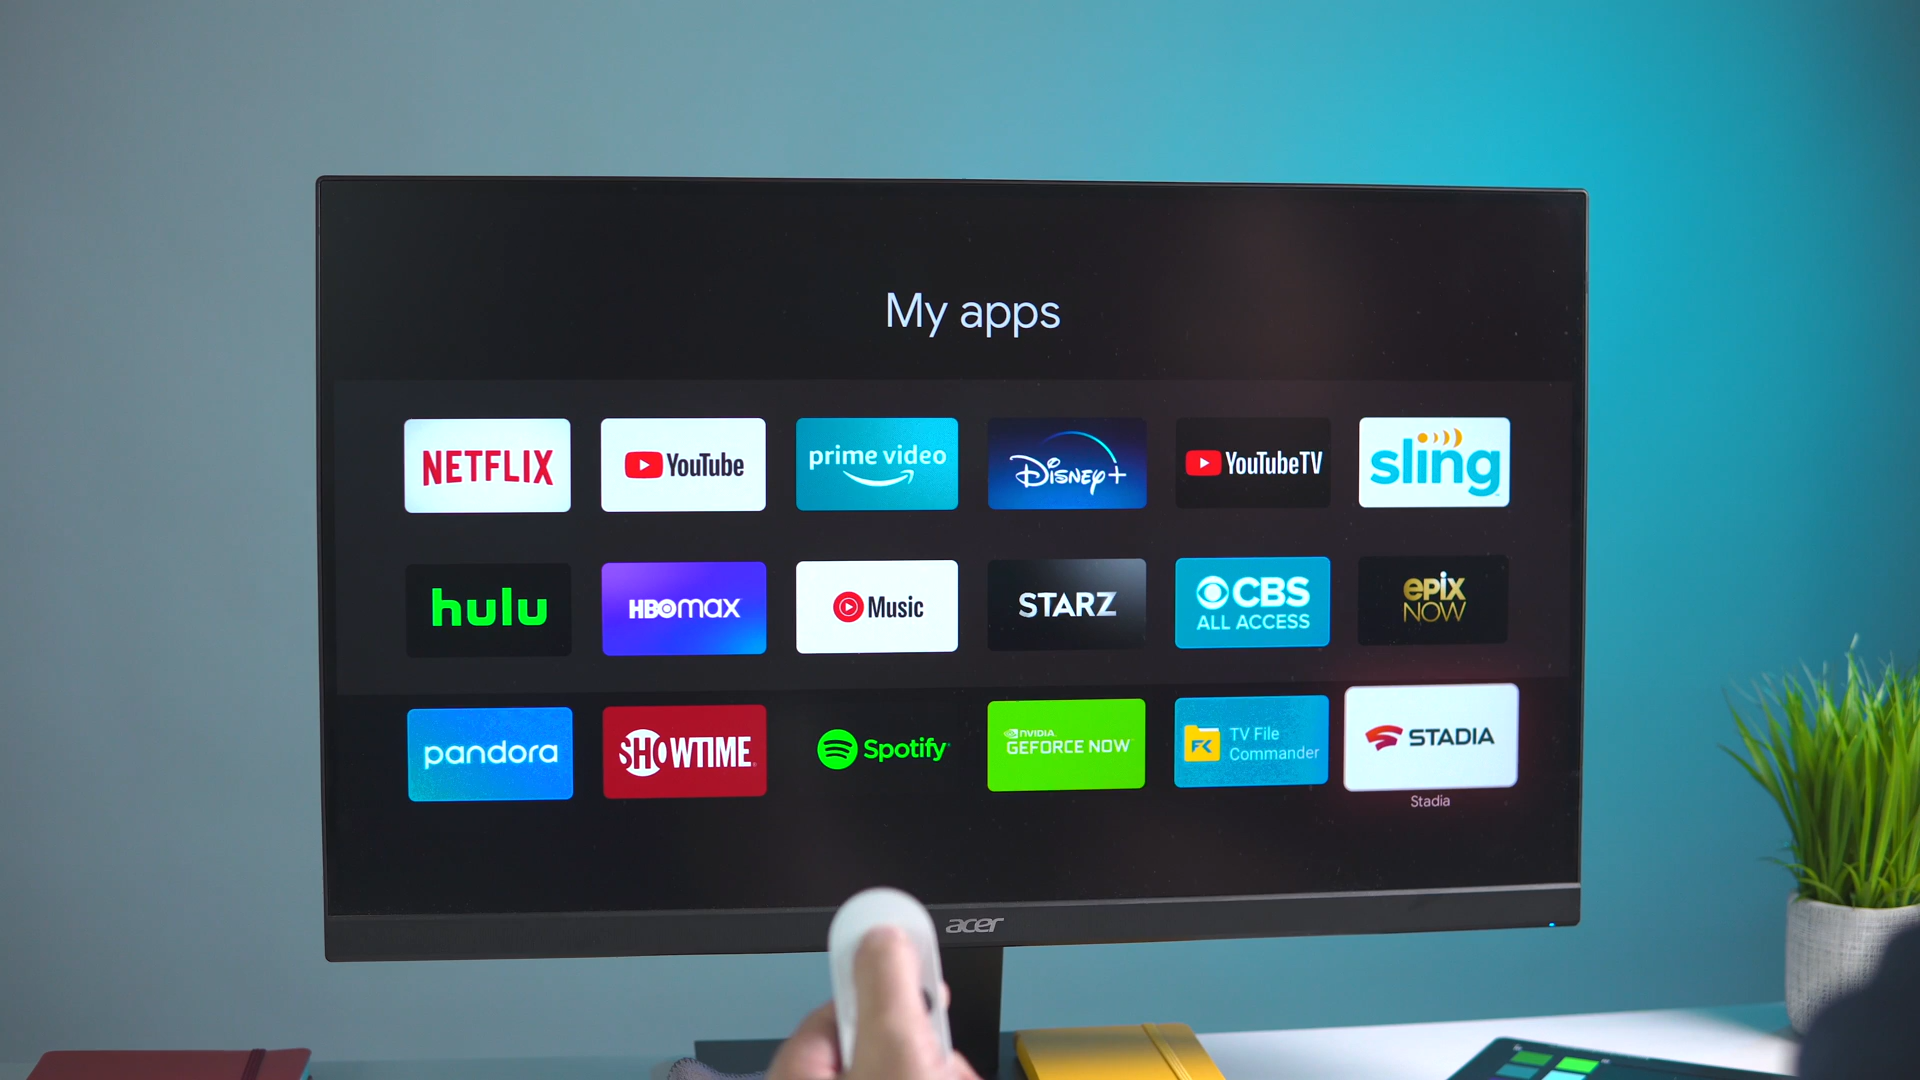 My apps
NETFLIX
YouTube
prime video
Disney+
YouTubeTV
sling
hulu
HBOmax
Music
STARZ
CBS
ALL ACCESS
epix
NOW
pandora
SHOWTIME
Spotify
NVIDIA
GEFORCE NOW
FK
TV File
Commander
STADIA
Stadia
acer